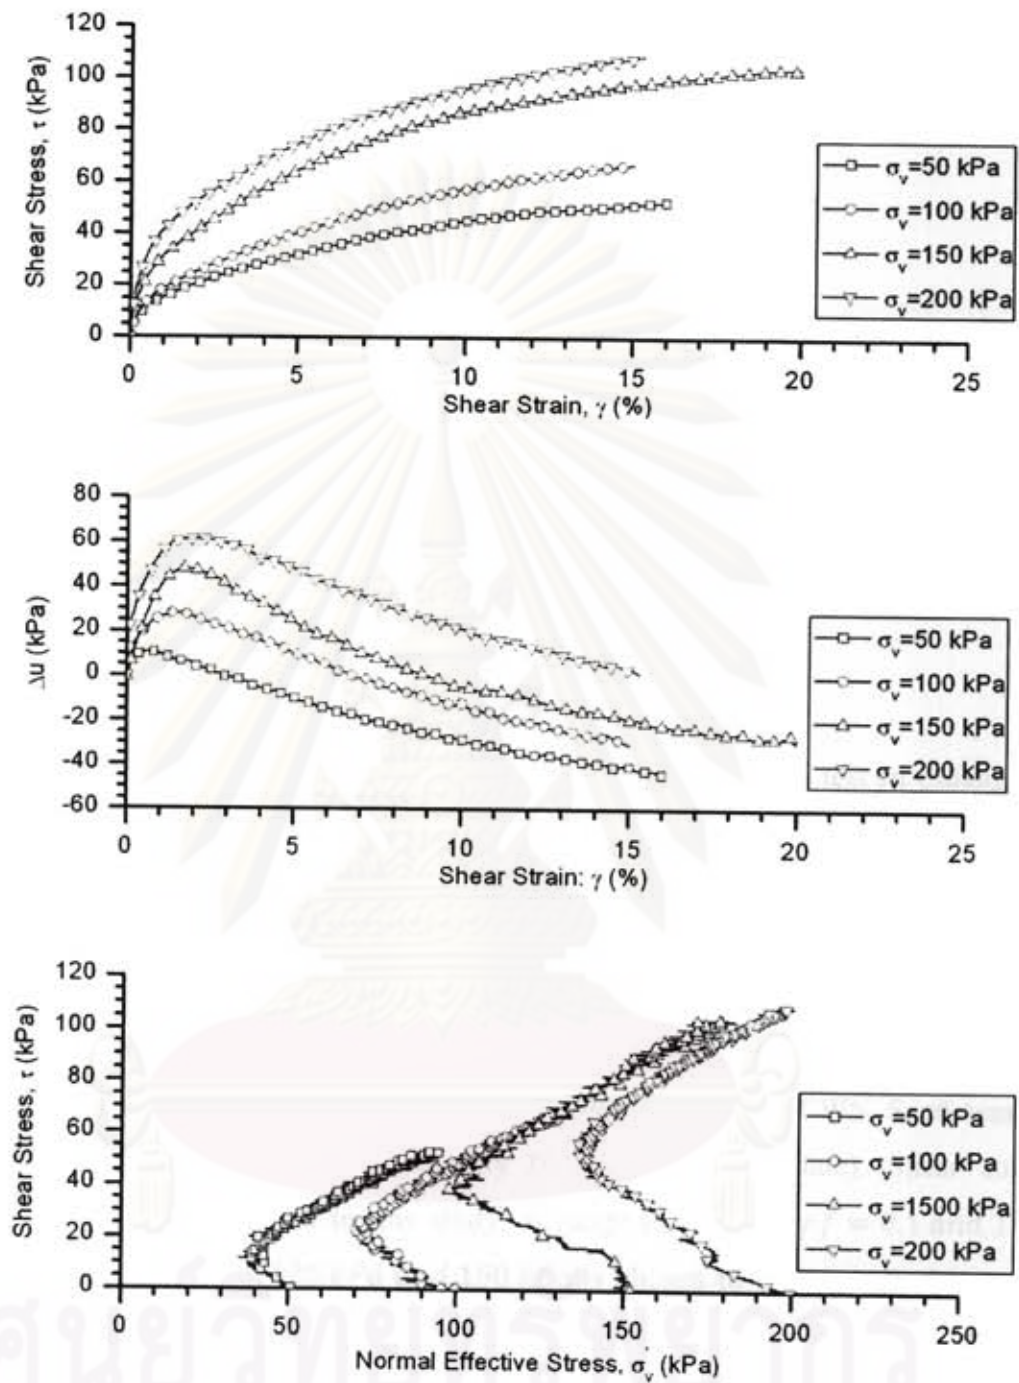 120
100
80
60
40
20
0
Shear Stress, τ (kPa)
0 5 10 15 20 25
Shear Strain, γ (%)
σv=50 kPa
σv=100 kPa
σv=150 kPa
σv=200 kPa
80
60
40
20
0
-20
-40
-60
Δu (kPa)
0 5 10 15 20 25
Shear Strain: γ (%)
σv=50 kPa
σv=100 kPa
σv=150 kPa
σv=200 kPa
120
100
80
60
40
20
0
Shear Stress, τ (kPa)
0 50 100 150 200 250
Normal Effective Stress, σ'v (kPa)
σv=50 kPa
σv=100 kPa
σv=1500 kPa
σv=200 kPa